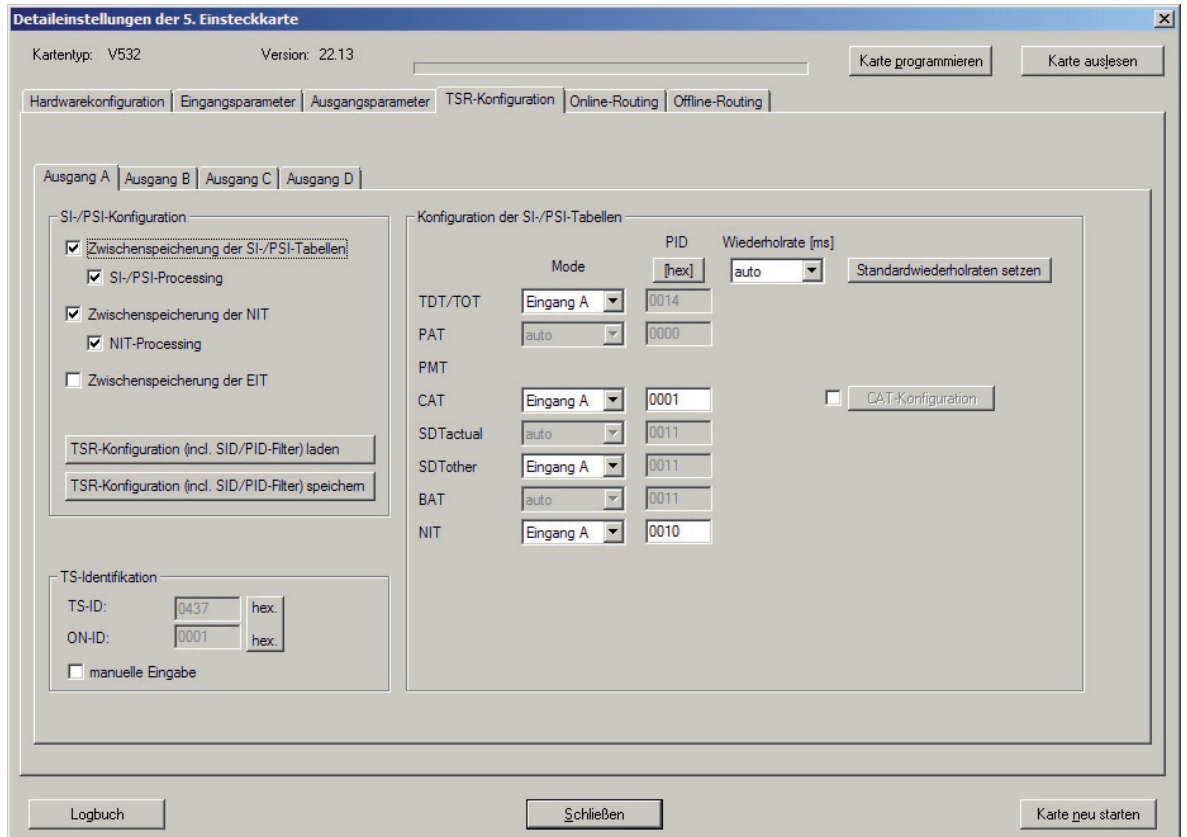 Detaileinstellungen der 5. Einsteckkarte
Kartentyp: V532 Version: 22.13 Karte programmieren Karte auslesen
Hardwarekonfiguration Eingangsparameter Ausgangsparameter TSR-Konfiguration Online-Routing Offline-Routing
Ausgang A Ausgang B Ausgang C Ausgang D
SI-/PSI-Konfiguration
Zwischenspeicherung der SI-/PSI-Tabellen
SI-/PSI-Processing
Zwischenspeicherung der NIT
NIT-Processing
Zwischenspeicherung der EIT
TSR-Konfiguration (incl. SID/PID-Filter) laden
TSR-Konfiguration (incl. SID/PID-Filter) speichern
TS-Identifikation
TS-ID: 0437 hex.
ON-ID: 0001 hex.
manuelle Eingabe
Konfiguration der SI-/PSI-Tabellen
PID Wiederholrate [ms]
Mode [hex] auto Standardwiederholraten setzen
TDT/TOT Eingang A 0014
PAT auto 0000
PMT
CAT Eingang A 0001 CAT-Konfiguration
SDTactual auto 0011
SDTother Eingang A 0011
BAT auto 0011
NIT Eingang A 0010
Logbuch Schließen Karte neu starten